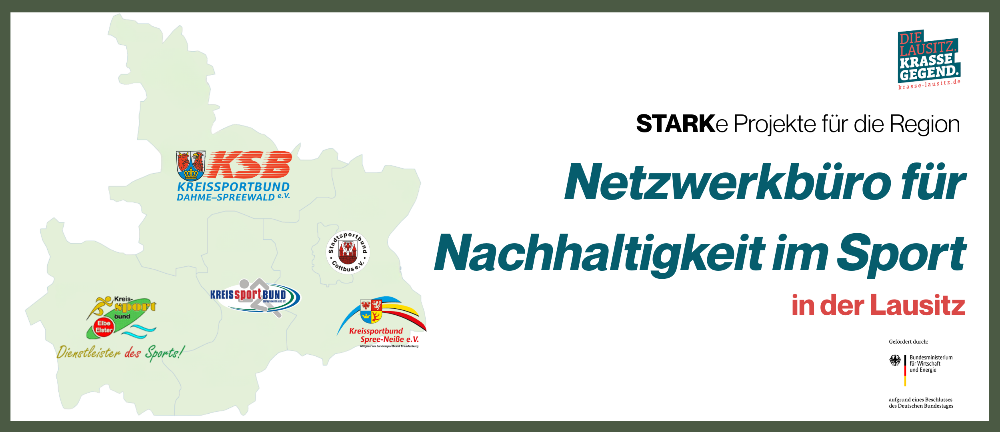 DIE
LAUSITZ.
KRASSE
GEGEND.
krasse-lausitz.de
STARKe Projekte für die Region
Netzwerkbüro für
Nachhaltigkeit im Sport
in der Lausitz
KSB
KREISSPORTBUND
DAHME–SPREEWALD e.V.
Stadtsportbund
• Cottbus e.V. •
KREISsportBUND
Oberspreewald-Lausitz e.V.
Kreis-
sport
bund
Elbe
Elster
Dienstleister des Sports!
Kreissportbund
Spree-Neiße e.V.
Mitglied im Landessportbund Brandenburg
Gefördert durch:
Bundesministerium
für Wirtschaft
und Energie
aufgrund eines Beschlusses
des Deutschen Bundestages